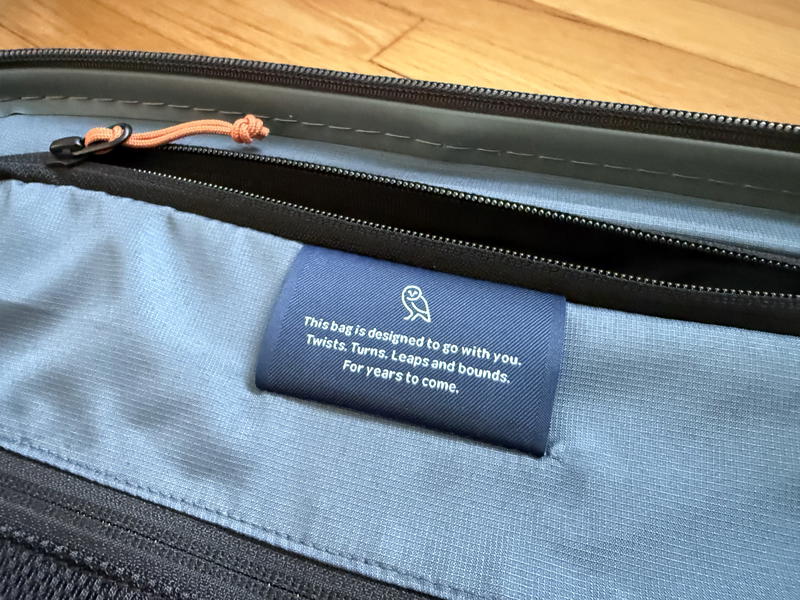 This bag is designed to go with you.
Twists. Turns. Leaps and bounds.
For years to come.